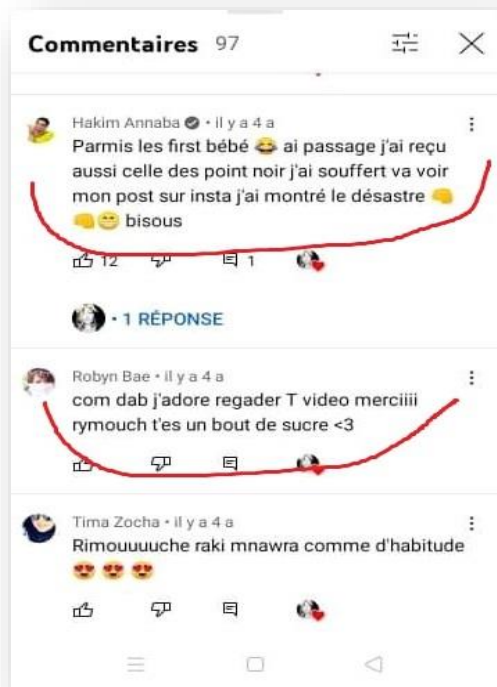 Commentaires 97
Hakim Annaba • il y a 4 a
Parmis les first bébé 😂 ai passage j'ai reçu
aussi celle des point noir j'ai souffert va voir
mon post sur insta j'ai montré le désastre 👊
👊😁 bisous
12 1
• 1 RÉPONSE
Robyn Bae • il y a 4 a
com dab j'adore regader T video merciiii
rymouch t'es un bout de sucre <3
Tima Zocha • il y a 4 a
Rimouuuuche raki mnawra comme d'habitude
😍 😍 😍